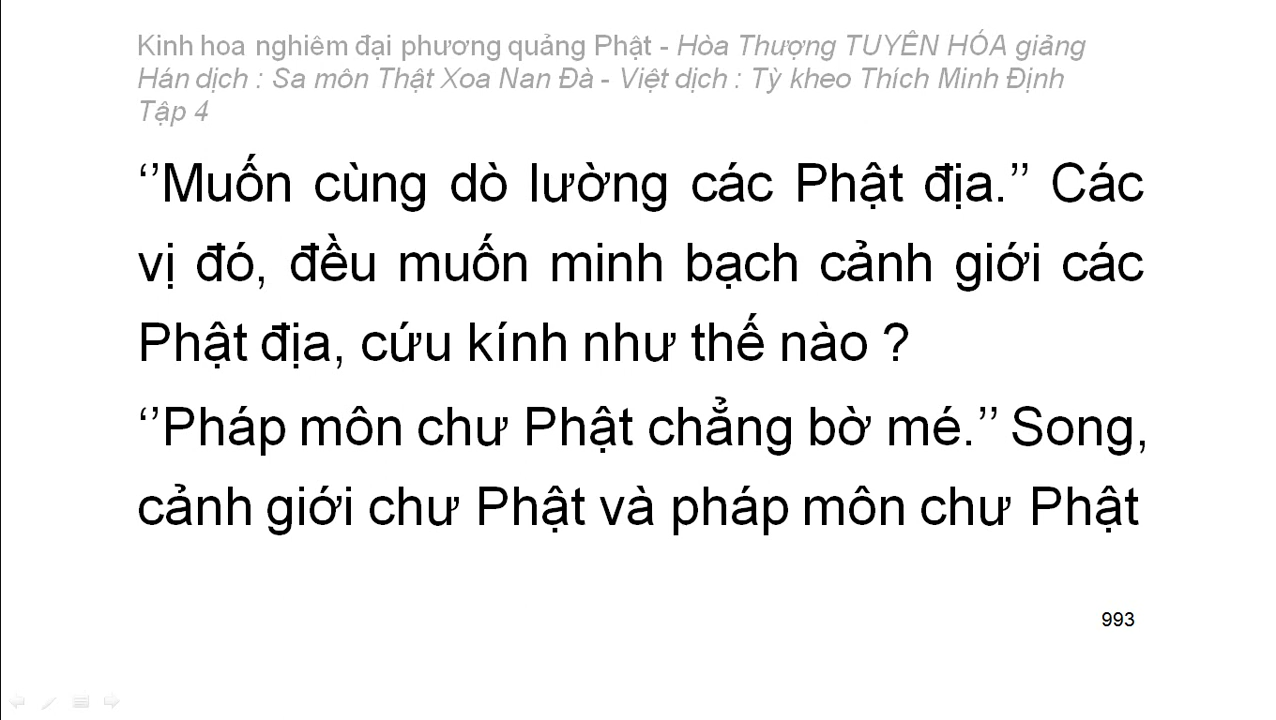 Kinh hoa nghiêm đại phương quảng Phật - Hòa Thượng TUYÊN HÓA giảng
Hán dịch : Sa môn Thật Xoa Nan Đà - Việt dịch : Tỳ kheo Thích Minh Định
Tập 4
‘’Muốn cùng dò lường các Phật địa.’’ Các
vị đó, đều muốn minh bạch cảnh giới các
Phật địa, cứu kính như thế nào ?
‘’Pháp môn chư Phật chẳng bờ mé.’’ Song,
cảnh giới chư Phật và pháp môn chư Phật
993